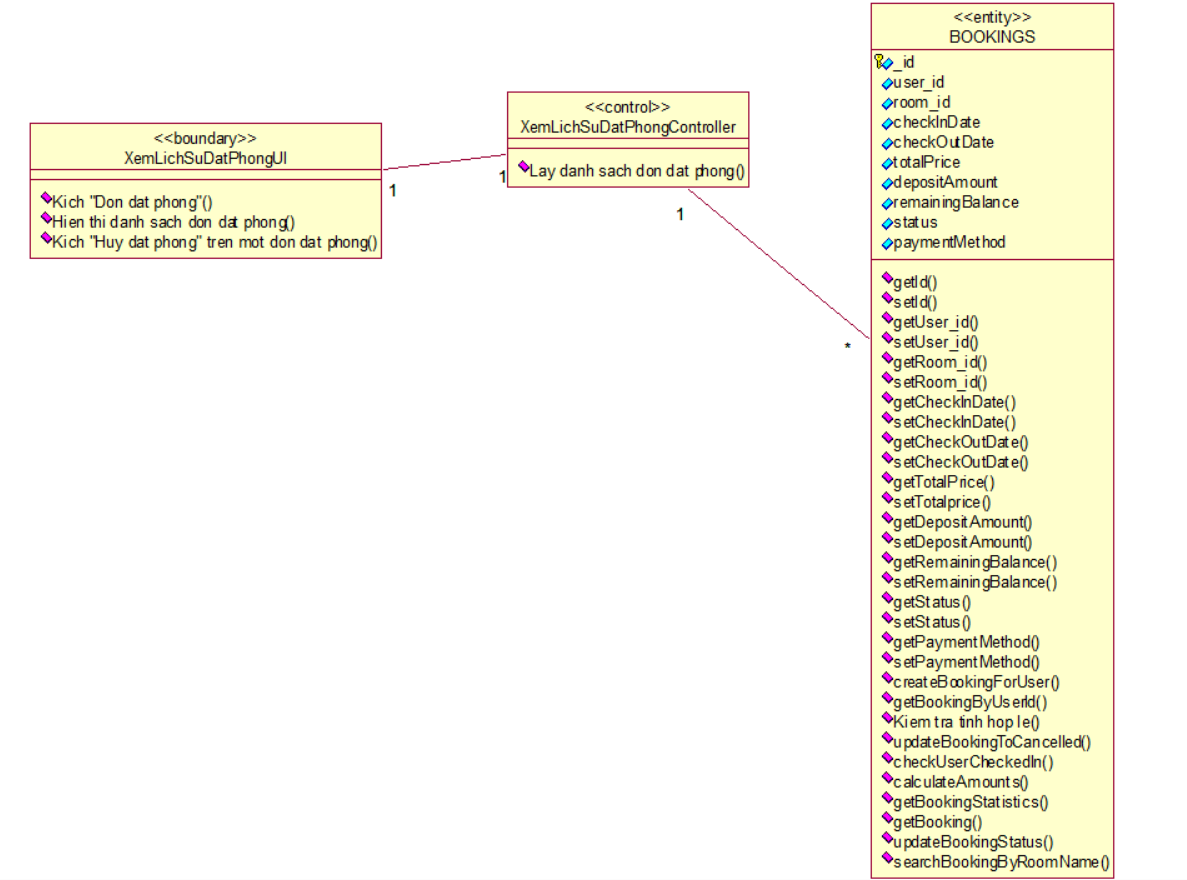 <<boundary>>
XemLichSuDatPhongUI
Kich "Don dat phong"()
Hien thi danh sach don dat phong()
Kich "Huy dat phong" tren mot don dat phong()
1
1
<<control>>
XemLichSuDatPhongController
Lay danh sach don dat phong()
1
*
<<entity>>
BOOKINGS
_id
user_id
room_id
checkInDate
checkOutDate
totalPrice
depositAmount
remainingBalance
status
paymentMethod
getId()
setId()
getUser_id()
setUser_id()
getRoom_id()
setRoom_id()
getCheckInDate()
setCheckInDate()
getCheckOutDate()
setCheckOutDate()
getTotalPrice()
setTotalprice()
getDepositAmount()
setDepositAmount()
getRemainingBalance()
setRemainingBalance()
getStatus()
setStatus()
getPaymentMethod()
setPaymentMethod()
createBookingForUser()
getBookingByUserId()
Kiem tra tinh hop le()
updateBookingToCancelled()
checkUserCheckedIn()
calculateAmounts()
getBookingStatistics()
getBooking()
updateBookingStatus()
searchBookingByRoomName()